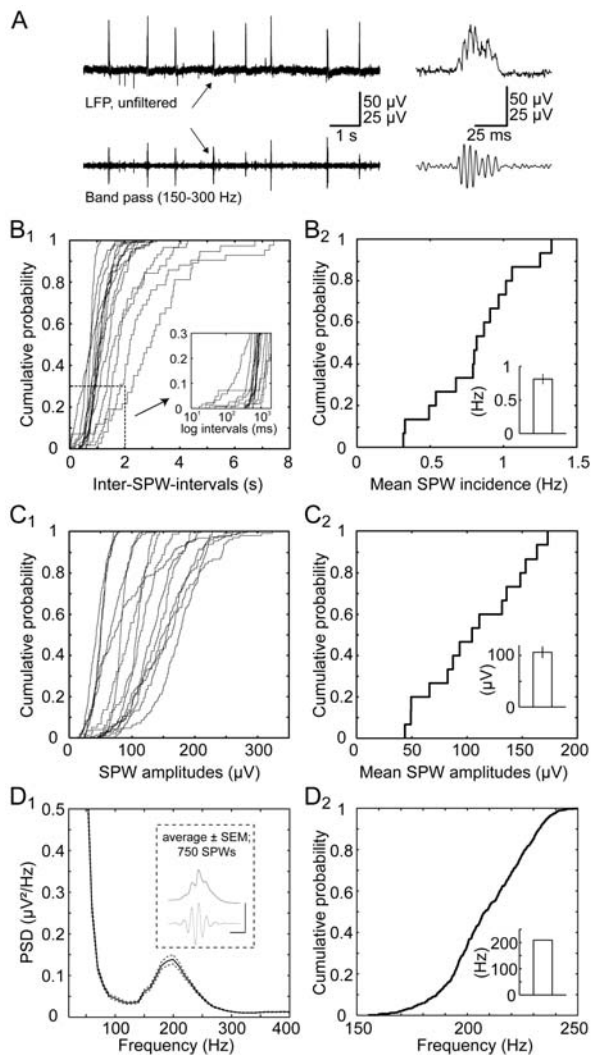 A
LFP, unfiltered
50 µV
25 µV
1 s
50 µV
25 µV
25 ms
Band pass (150-300 Hz)
B1
Cumulative probability
1
0.8
0.6
0.4
0.2
0
0.3
0.2
0.1
0
10¹ 10² 10³
log intervals (ms)
0 2 4 6 8
Inter-SPW-intervals (s)
B2
Cumulative probability
1
0.8
0.6
0.4
0.2
0
1
0.5
0
(Hz)
0 0.5 1 1.5
Mean SPW incidence (Hz)
C1
Cumulative probability
1
0.8
0.6
0.4
0.2
0
0 100 200 300
SPW amplitudes (µV)
C2
Cumulative probability
1
0.8
0.6
0.4
0.2
0
100
0
(µV)
0 50 100 150 200
Mean SPW amplitudes (µV)
D1
PSD (µV²/Hz)
0.5
0.4
0.3
0.2
0.1
0
average ± SEM;
750 SPWs
100 200 300 400
Frequency (Hz)
D2
Cumulative probability
1
0.8
0.6
0.4
0.2
0
200
100
0
(Hz)
150 200 250
Frequency (Hz)